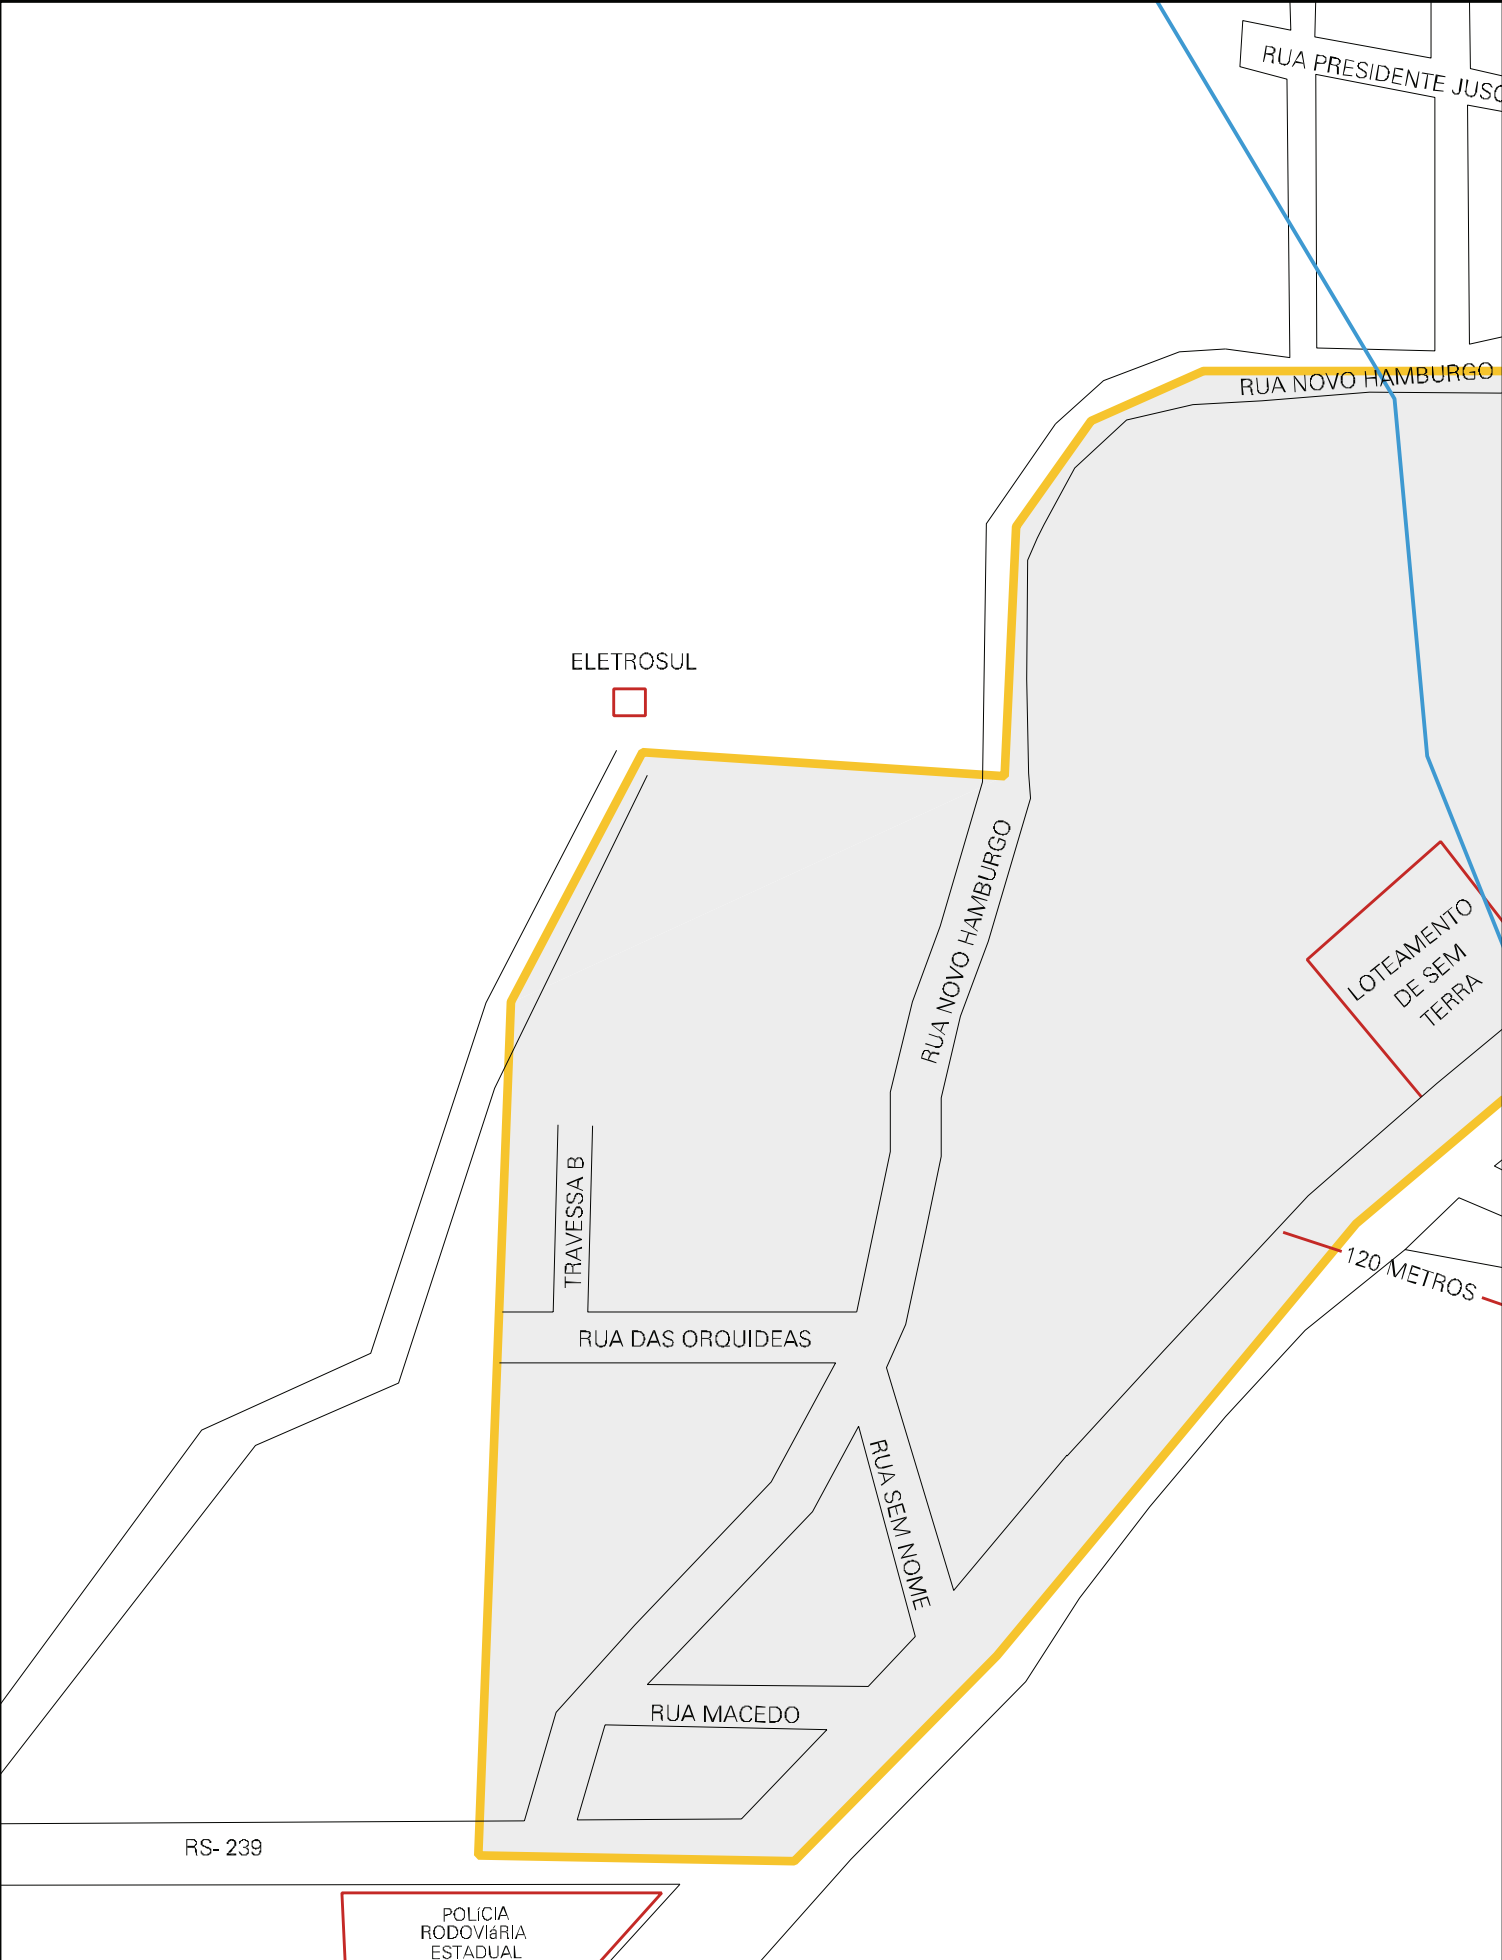 RUA PRESIDENTE JUSC
RUA NOVO HAMBURGO
ELETROSUL
RUA NOVO HAMBURGO
LOTEAMENTO
DE SEM
TERRA
TRAVESSA B
120 METROS
RUA DAS ORQUIDEAS
RUA SEM NOME
RUA MACEDO
RS- 239
POLíCIA
RODOVIáRIA
ESTADUAL